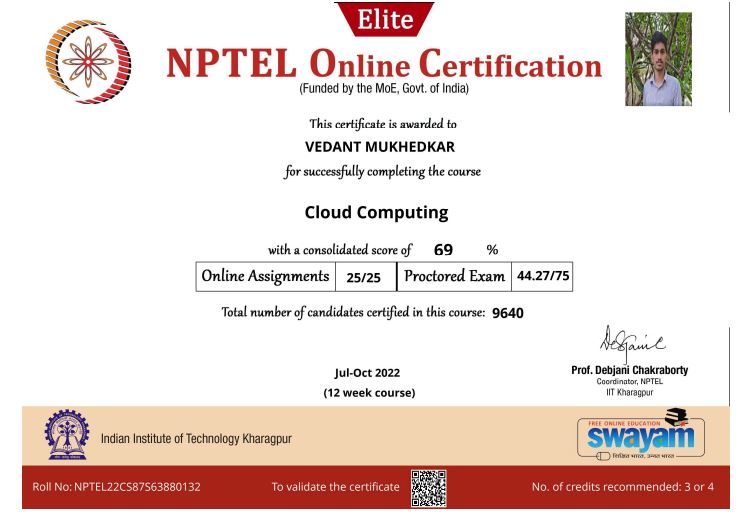 Elite
NPTEL Online Certification
(Funded by the MoE, Govt. of India)
This certificate is awarded to
VEDANT MUKHEDKAR
for successfully completing the course
Cloud Computing
with a consolidated score of 69 %
Online Assignments 25/25 Proctored Exam 44.27/75
Total number of candidates certified in this course: 9640
Jul-Oct 2022
(12 week course)
Prof. Debjani Chakraborty
Coordinator, NPTEL
IIT Kharagpur
Indian Institute of Technology Kharagpur
FREE ONLINE EDUCATION
swayam
शिक्षित भारत, उन्नत भारत
Roll No: NPTEL22CS87S63880132 To validate the certificate No. of credits recommended: 3 or 4